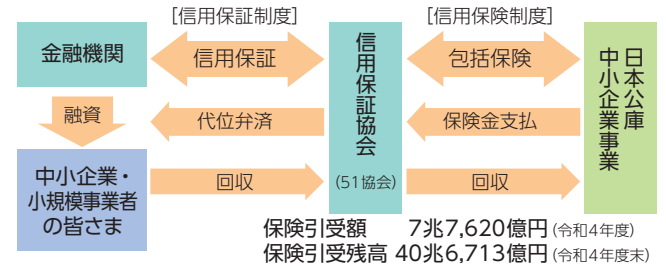 [信用保証制度]
[信用保険制度]
金融機関
信用保証
信用保証協会
(51協会)
包括保険
日本公庫
中小企業事業
融資
代位弁済
保険金支払
中小企業・
小規模事業者
の皆さま
回収
回収
保険引受額 7兆7,620億円(令和4年度)
保険引受残高 40兆6,713億円(令和4年度末)